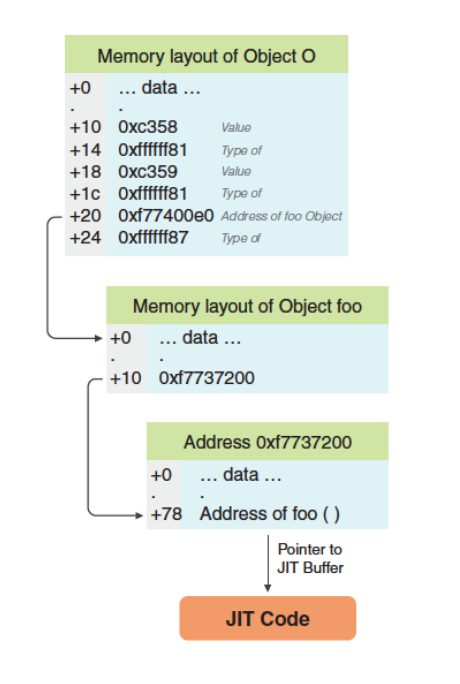 Memory layout of Object O
+0 ... data ...
. .
+10 0xc358 Value
+14 0xffffff81 Type of
+18 0xc359 Value
+1c 0xffffff81 Type of
+20 0xf77400e0 Address of foo Object
+24 0xffffff87 Type of
Memory layout of Object foo
+0 ... data ...
. .
+10 0xf7737200
Address 0xf7737200
+0 ... data ...
. .
+78 Address of foo ( )
Pointer to
JIT Buffer
JIT Code